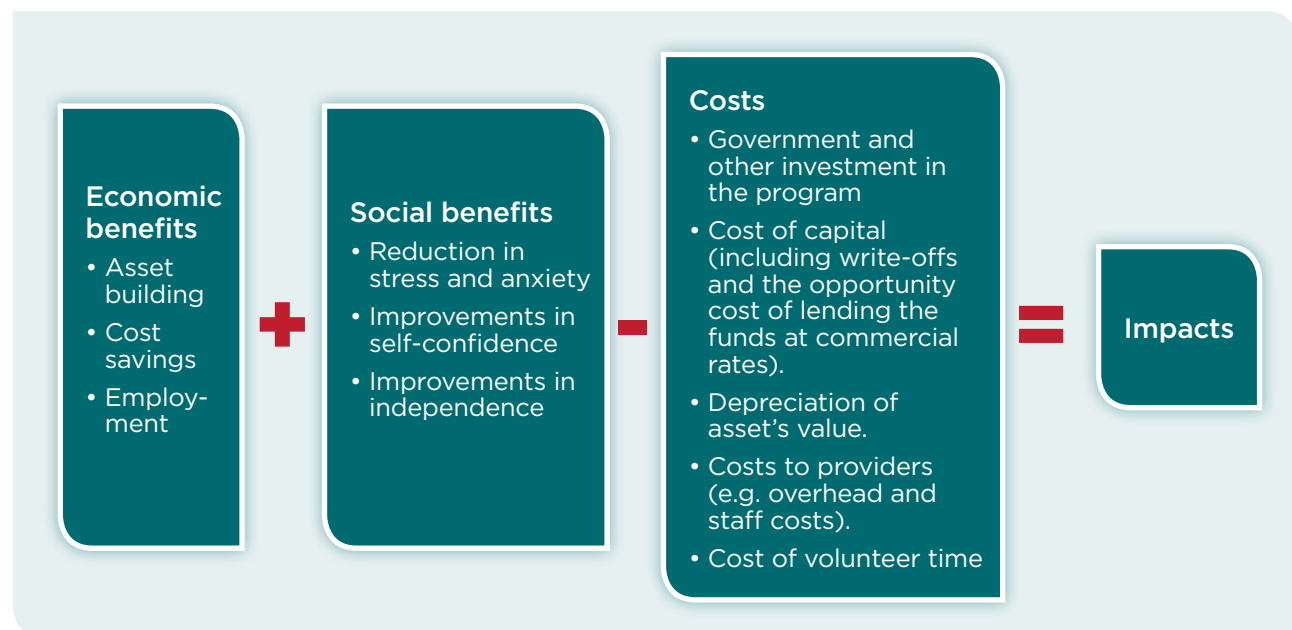 Economic
benefits
• Asset
building
• Cost
savings
• Employ-
ment
+
Social benefits
• Reduction in
stress and anxiety
• Improvements in
self-confidence
• Improvements in
independence
-
Costs
• Government and
other investment in
the program
• Cost of capital
(including write-offs
and the opportunity
cost of lending the
funds at commercial
rates).
• Depreciation of
asset's value.
• Costs to providers
(e.g. overhead and
staff costs).
• Cost of volunteer time
=
Impacts